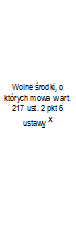 Wolne środki, o
których mowa w art.
217 ust. 2 pkt 6
ustawy x